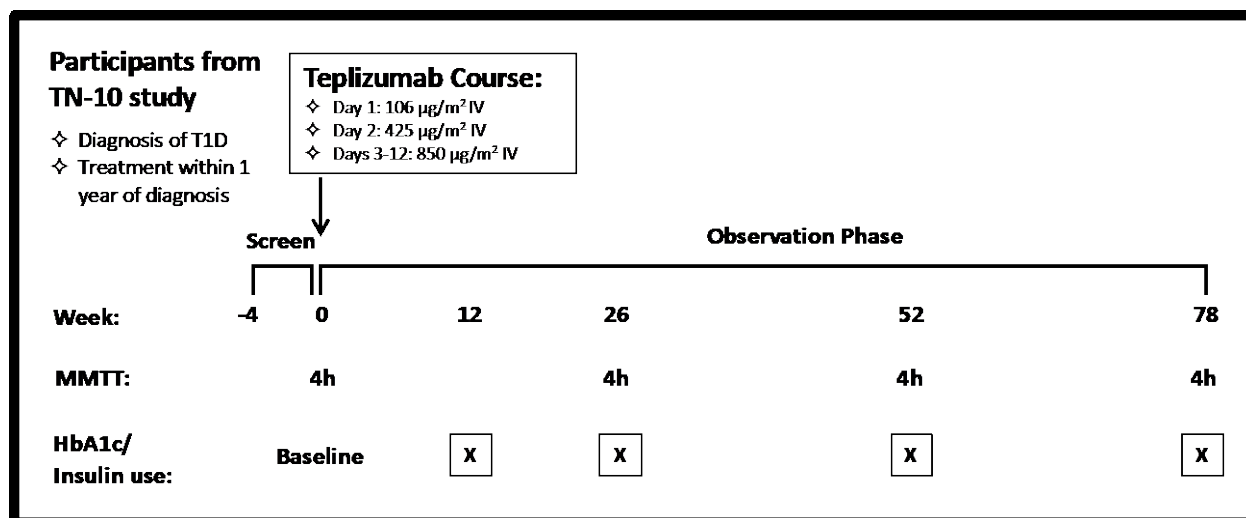 Participants from
TN-10 study
✧ Diagnosis of T1D
✧ Treatment within 1
year of diagnosis
Teplizumab Course:
✧ Day 1: 106 µg/m² IV
✧ Day 2: 425 µg/m² IV
✧ Days 3-12: 850 µg/m² IV
Screen
Observation Phase
Week: -4 0 12 26 52 78
MMTT: 4h 4h 4h 4h
HbA1c/
Insulin use: Baseline X X X X